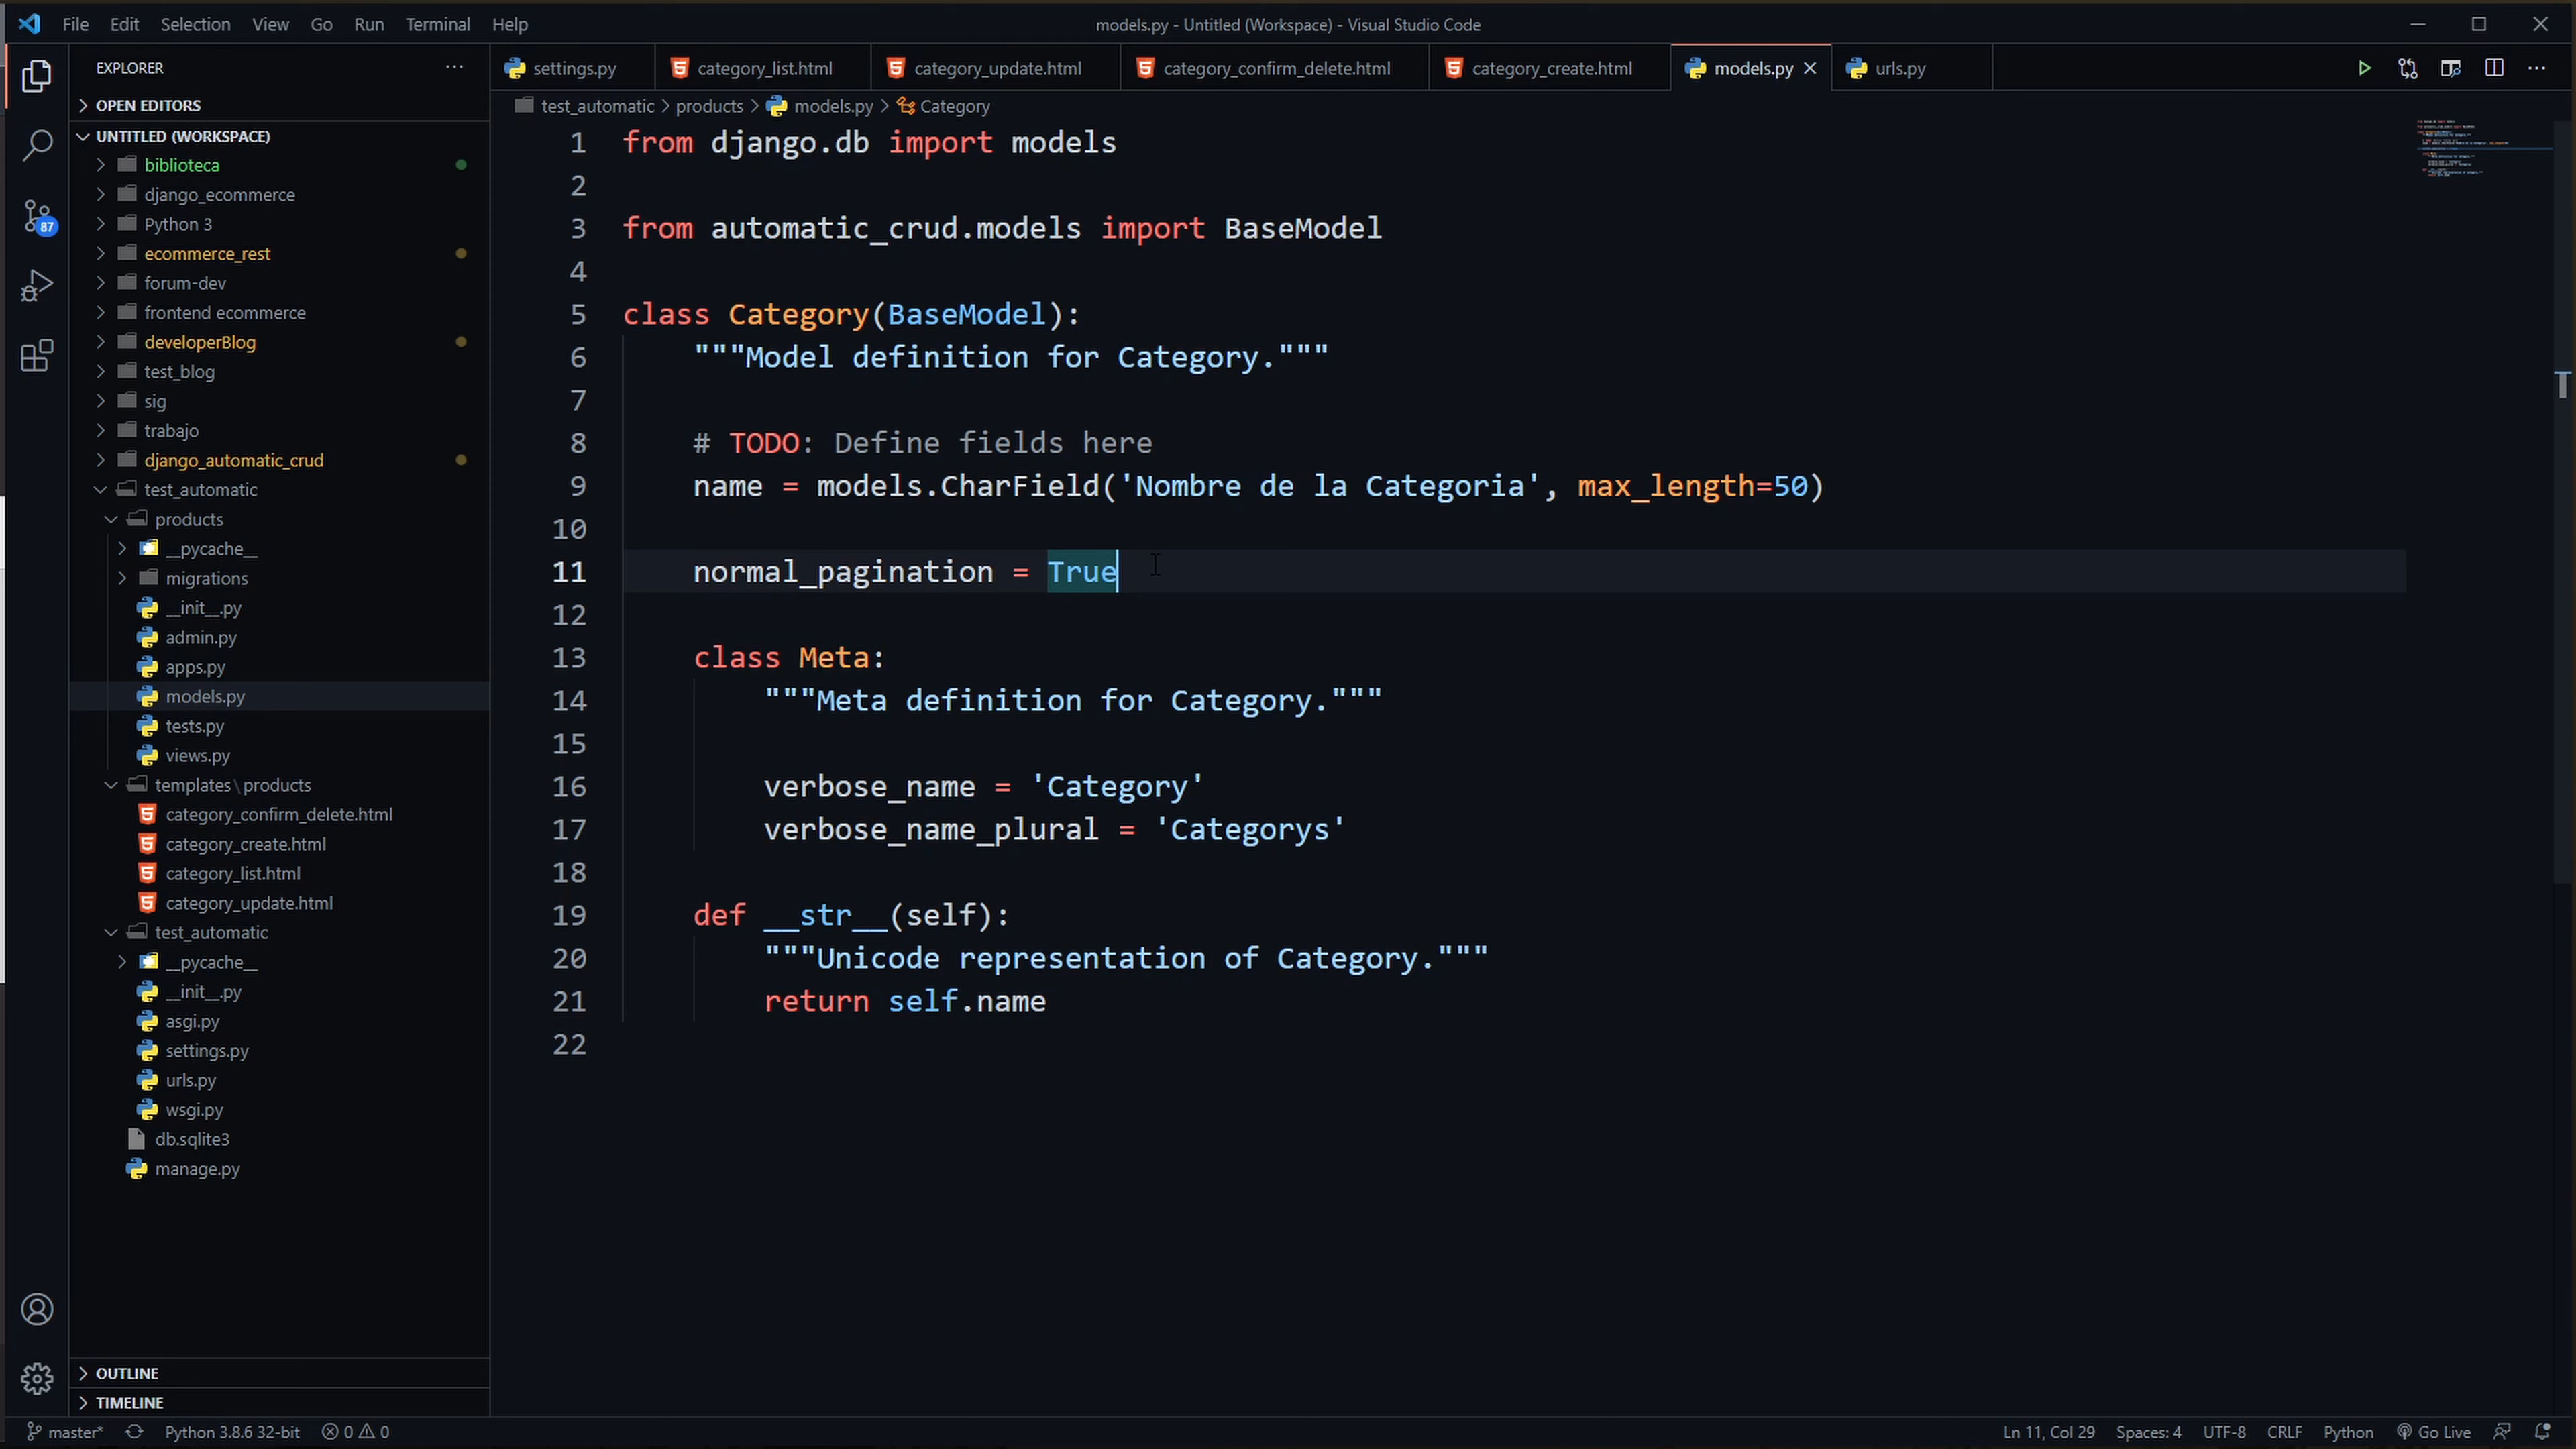 File Edit Selection View Go Run Terminal Help
models.py - Untitled (Workspace) - Visual Studio Code
EXPLORER
OPEN EDITORS
UNTITLED (WORKSPACE)
biblioteca
django_ecommerce
Python 3
ecommerce_rest
forum-dev
frontend ecommerce
developerBlog
test_blog
sig
trabajo
django_automatic_crud
test_automatic
products
__pycache__
migrations
__init__.py
admin.py
apps.py
models.py
tests.py
views.py
templates\products
category_confirm_delete.html
category_create.html
category_list.html
category_update.html
test_automatic
__pycache__
__init__.py
asgi.py
settings.py
urls.py
wsgi.py
db.sqlite3
manage.py
OUTLINE
TIMELINE
87
settings.py category_list.html category_update.html category_confirm_delete.html category_create.html models.py urls.py
test_automatic > products > models.py > Category
1 from django.db import models
2
3 from automatic_crud.models import BaseModel
4
5 class Category(BaseModel):
6 """Model definition for Category."""
7
8 # TODO: Define fields here
9 name = models.CharField('Nombre de la Categoria', max_length=50)
10
11 normal_pagination = True
12
13 class Meta:
14 """Meta definition for Category."""
15
16 verbose_name = 'Category'
17 verbose_name_plural = 'Categorys'
18
19 def __str__(self):
20 """Unicode representation of Category."""
21 return self.name
22
master* Python 3.8.6 32-bit 0 0 Ln 11, Col 29 Spaces: 4 UTF-8 CRLF Python Go Live